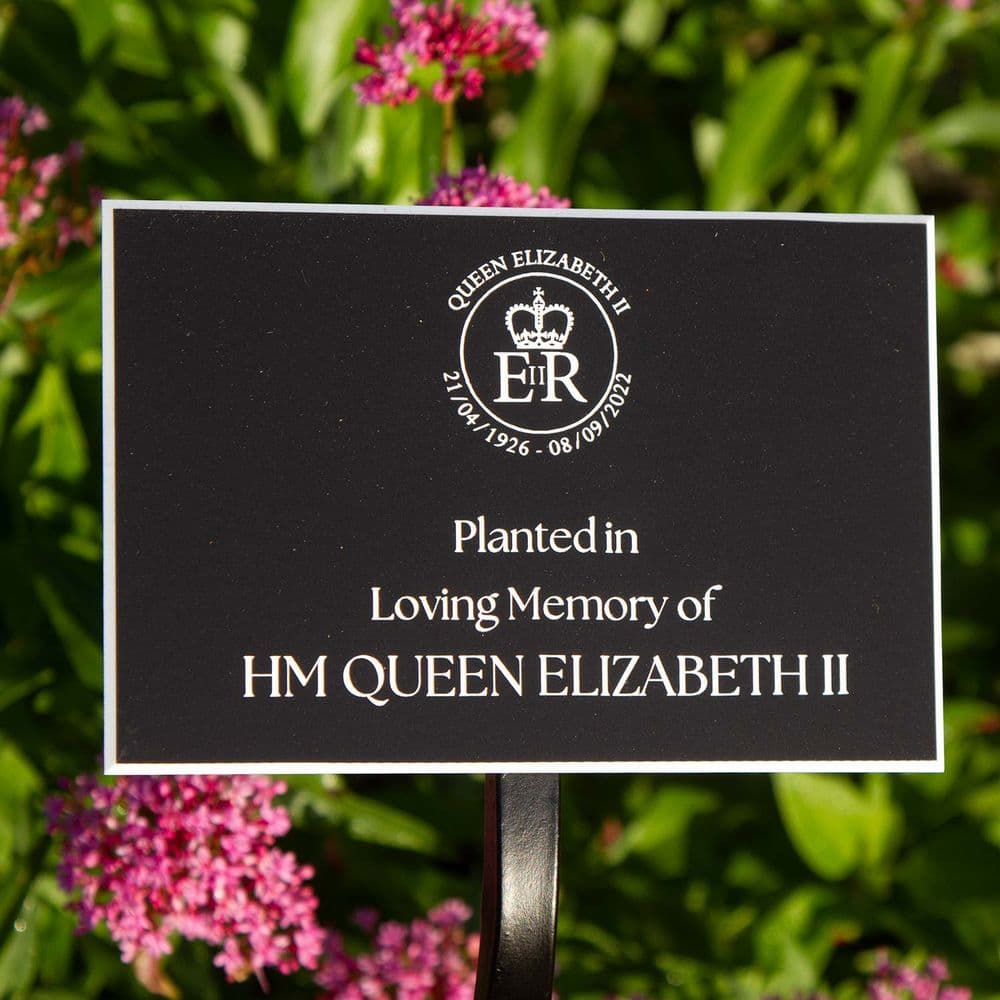 QUEEN ELIZABETH II
EIIR
21/04/1926 - 08/09/2022
Planted in
Loving Memory of
HM QUEEN ELIZABETH II